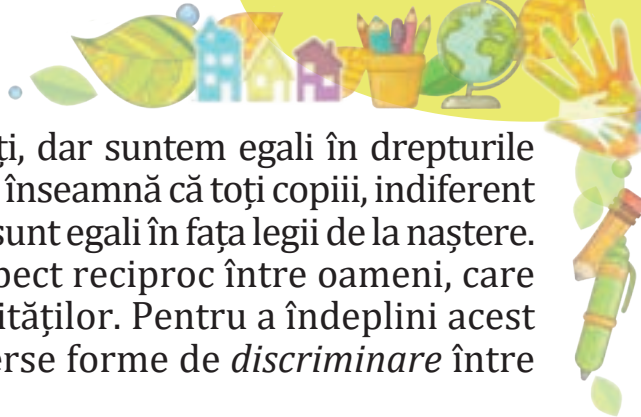 ți, dar suntem egali în drepturile
înseamnă că toți copiii, indiferent
sunt egali în fața legii de la naștere.
pect reciproc între oameni, care
ităților. Pentru a îndeplini acest
erse forme de discriminare între